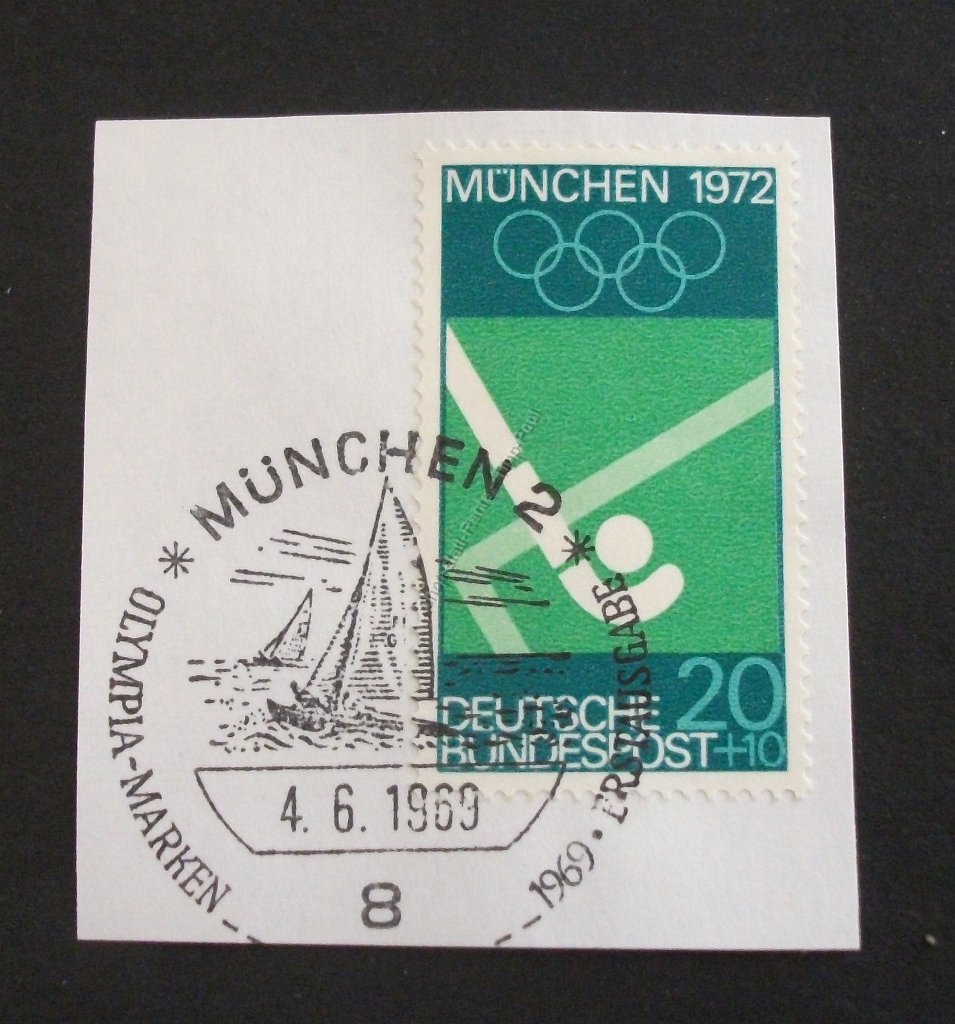 MÜNCHEN 1972
DEUTSCHE
BUNDESPOST
20
+10
MÜNCHEN 2
OLYMPIA-MARKEN
1969 · ERSTAUSGABE
4. 6. 1969
8